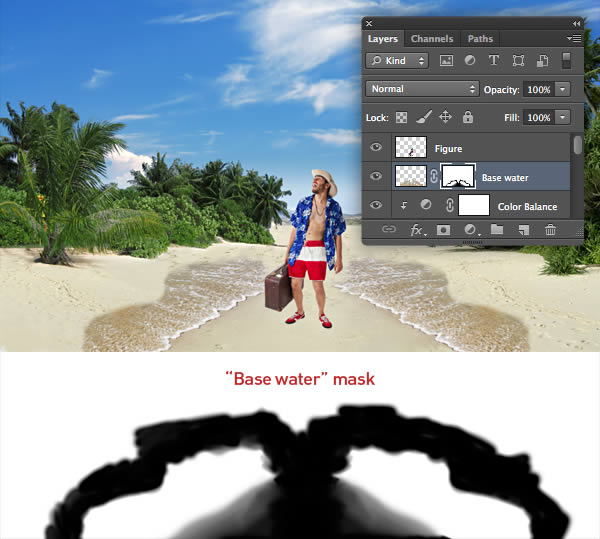 Layers Channels Paths
Kind
Normal Opacity: 100%
Lock: Fill: 100%
Figure
Base water
Color Balance
fx.
“Base water” mask